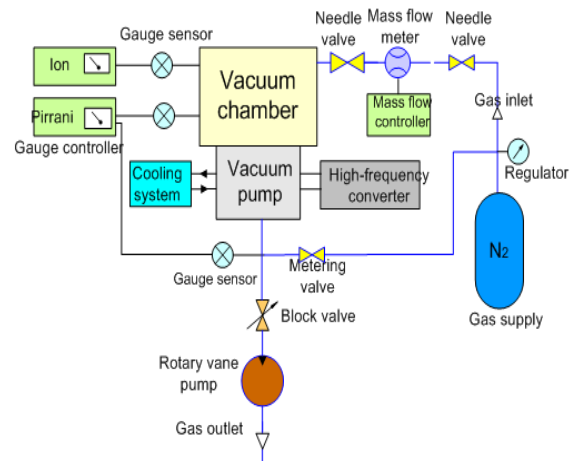 Gauge sensor
Needle
valve
Mass flow
meter
Needle
valve
Ion
Vacuum
chamber
Mass flow
controller
Gas inlet
Pirrani
Gauge controller
Regulator
Cooling
system
Vacuum
pump
High-frequency
converter
N2
Gauge sensor
Metering
valve
Gas supply
Block valve
Rotary vane
pump
Gas outlet